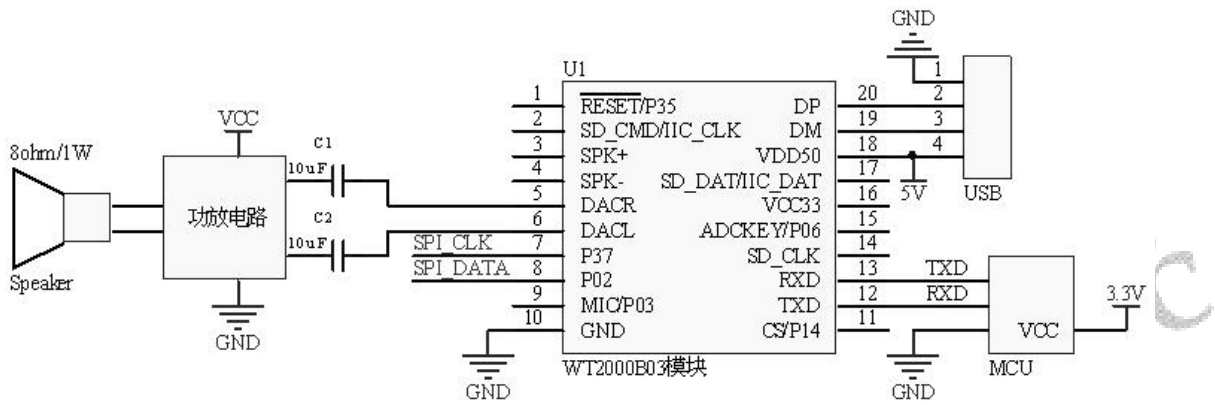 GND
U1
1 RESET/P35 DP 20 1
2 SD_CMD/IIC_CLK DM 19 2
3 SPK+ VDD50 18 3
4 SPK- SD_DAT/IIC_DAT 17 4
5 DACR VCC33 16 5V USB
6 DACL ADCKEY/P06 15
SPI_CLK 7 P37 SD_CLK 14
SPI_DATA 8 P02 RXD 13 TXD
9 MIC/P03 TXD 12 RXD
10 GND CS/P14 11
WT2000B03模块
GND
VCC
8ohm/1W
C1
10uF
功放电路
C2
10uF
Speaker
GND
3.3V
VCC
GND
MCU
C